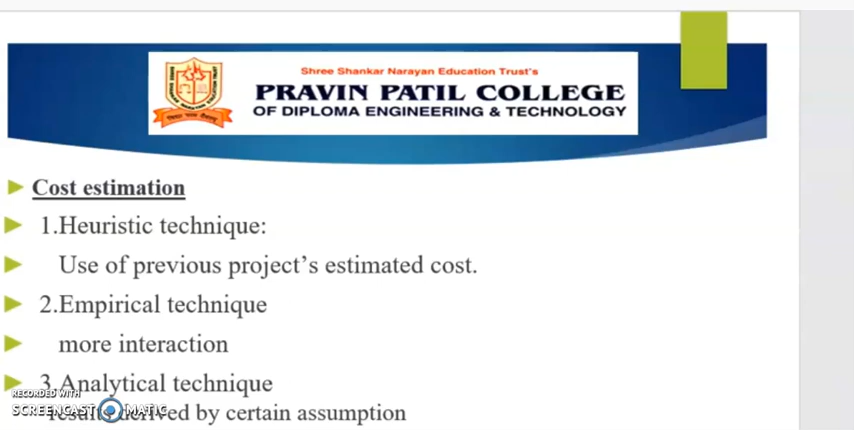 Shree Shankar Narayan Education Trust's
PRAVIN PATIL COLLEGE
OF DIPLOMA ENGINEERING & TECHNOLOGY
Cost estimation
1.Heuristic technique:
Use of previous project’s estimated cost.
2.Empirical technique
more interaction
3.Analytical technique
RECORDED WITH
SCREENCAST MATIC
results derived by certain assumption